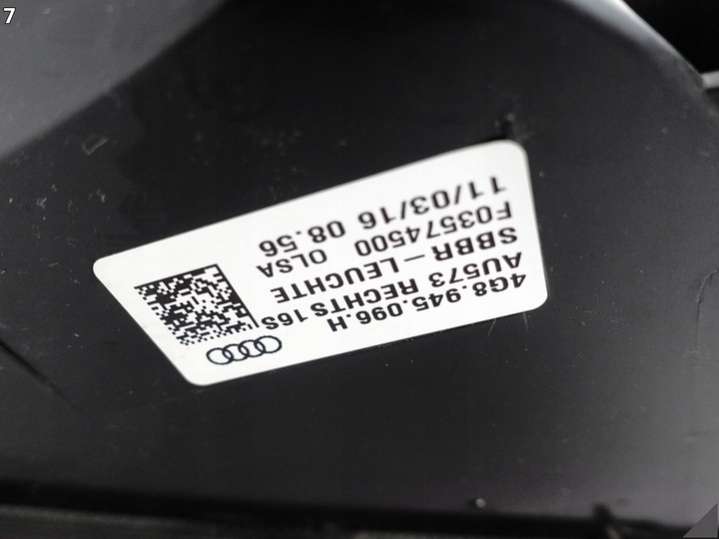 7
4G8.945.096.H
AU573 RECHTS 16S
SBBR – LEUCHTE
F03574500 OLSA
11/03/16 08.56